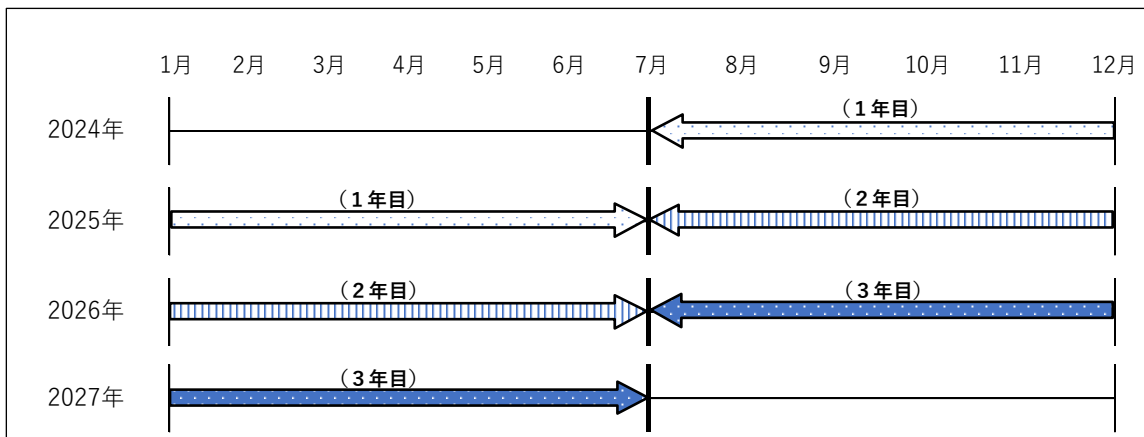 1月 2月 3月 4月 5月 6月 7月 8月 9月 10月 11月 12月
2024年 （1年目）
2025年 （1年目） （2年目）
2026年 （2年目） （3年目）
2027年 （3年目）